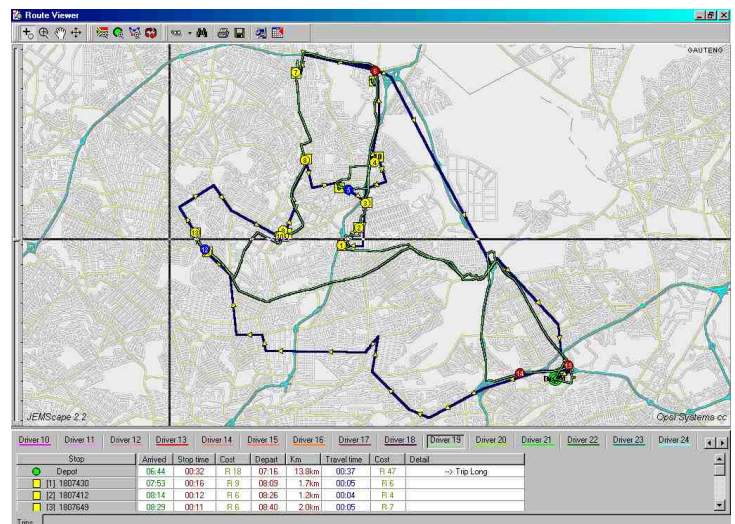 Route Viewer
GAUTENG
JEMScape 2.2
Opsi Systems cc
Driver 10 Driver 11 Driver 12 Driver 13 Driver 14 Driver 15 Driver 16 Driver 17 Driver 18 Driver 19 Driver 20 Driver 21 Driver 22 Driver 23 Driver 24
Stop Arrived Stop time Cost Depart Km Travel time Cost Detail
Depot 06:44 00:32 R 18 07:16 13.8km 00:37 R 47 --> Trip Long
[1] 1807430 07:53 00:16 R 9 08:09 1.7km 00:05 R 6
[2] 1807412 08:14 00:12 R 6 08:26 1.2km 00:04 R 4
[3] 1807649 08:29 00:11 R 6 08:40 2.0km 00:05 R 7
Trips